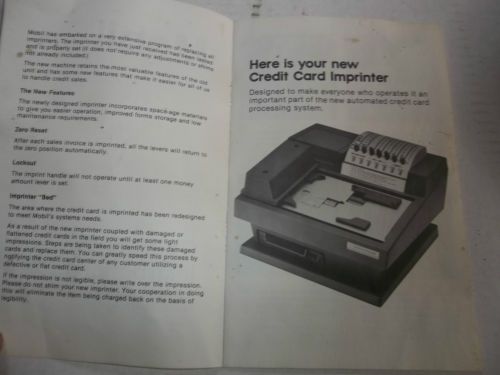 Mobil has embarked on a very extensive program of replacing all
imprinters. The imprinter you have just received has been tested
and is properly set (it does not require any adjustments or shims
not already included.)
The new machine retains the most valuable features of the old
unit and has some new features that make it easier for all of us
to handle credit sales.
The New Features
The newly designed imprinter incorporates space-age materials
to give you easier operation, improved forms storage and low
maintenance requirements.
Zero Reset
After each sales invoice is imprinted, all the levers will return to
the zero position automatically.
Lockout
The imprint handle will not operate until at least one money
amount lever is set.
Imprinter "Bed"
The area where the credit card is imprinted has been redesigned
to meet Mobil's systems needs.
As a result of the new imprinter coupled with damaged or
flattened credit cards in the field you will get some light
impressions. Steps are being taken to identify these damaged
cards and replace them. You can greatly speed this process by
notifying the credit card center of any customer utilizing a
defective or flat credit card.
If the impression is not legible, please write over the impression.
Please do not shim your new imprinter. Your cooperation in doing
this will eliminate the item being charged back on the basis of
legibility.
Here is your new
Credit Card Imprinter
Designed to make everyone who operates it an
important part of the new automated credit card
processing system.